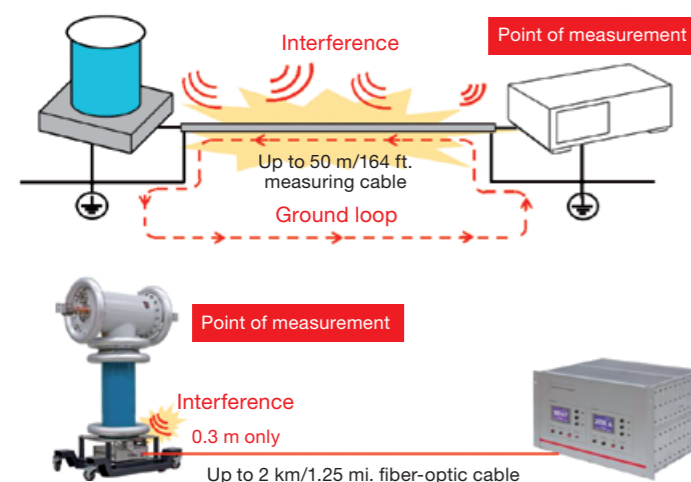 Interference
Point of measurement
Up to 50 m/164 ft.
measuring cable
Ground loop
Point of measurement
Interference
0.3 m only
Up to 2 km/1.25 mi. fiber-optic cable